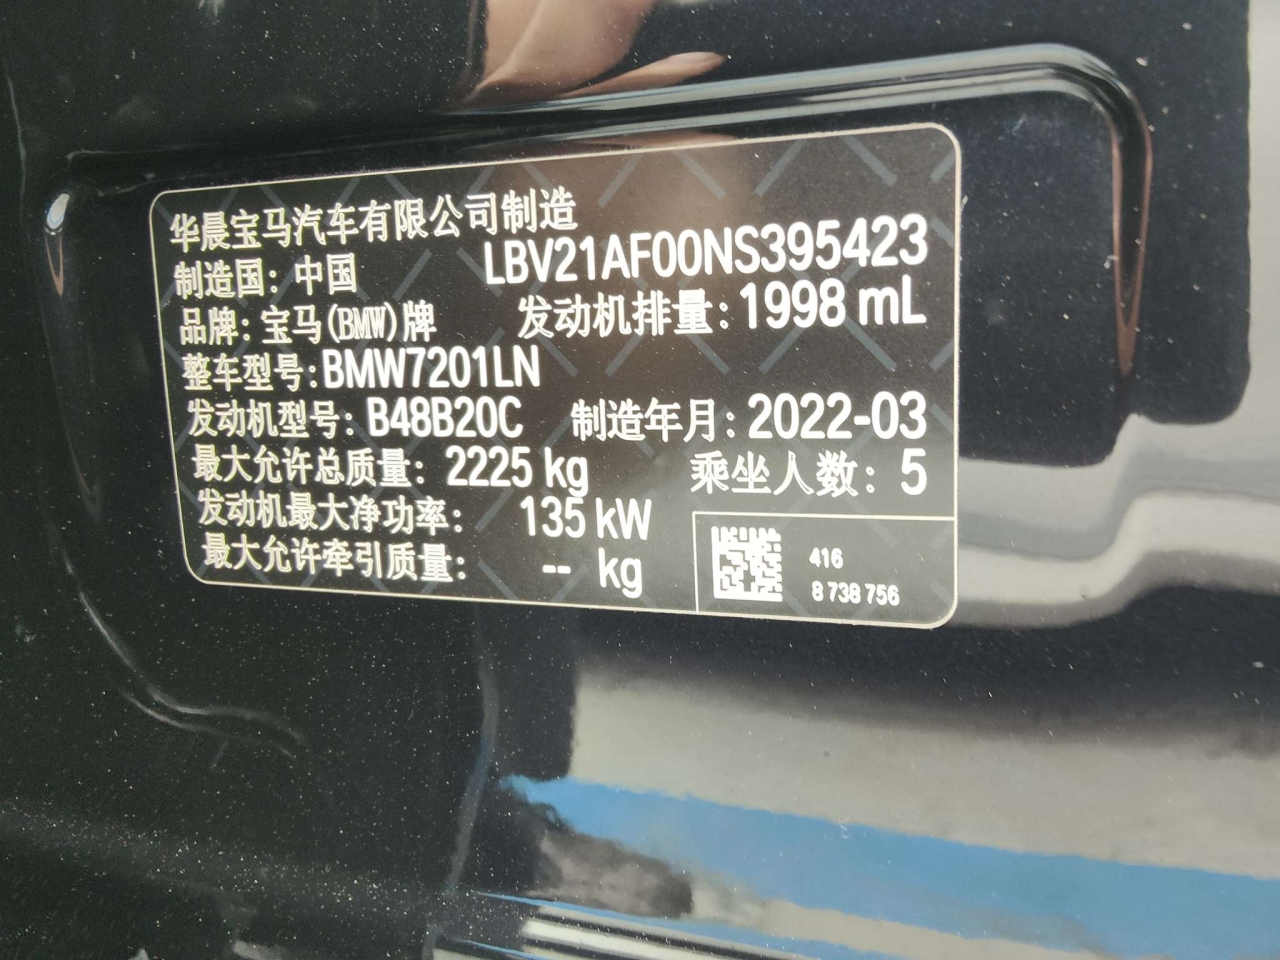 华晨宝马汽车有限公司制造
制造国: 中国 LBV21AF00NS395423
品牌: 宝马(BMW)牌 发动机排量: 1998 mL
整车型号: BMW7201LN
发动机型号: B48B20C 制造年月: 2022-03
最大允许总质量: 2225 kg 乘坐人数: 5
发动机最大净功率: 135 kW
最大允许牵引质量: -- kg
416
8 738 756